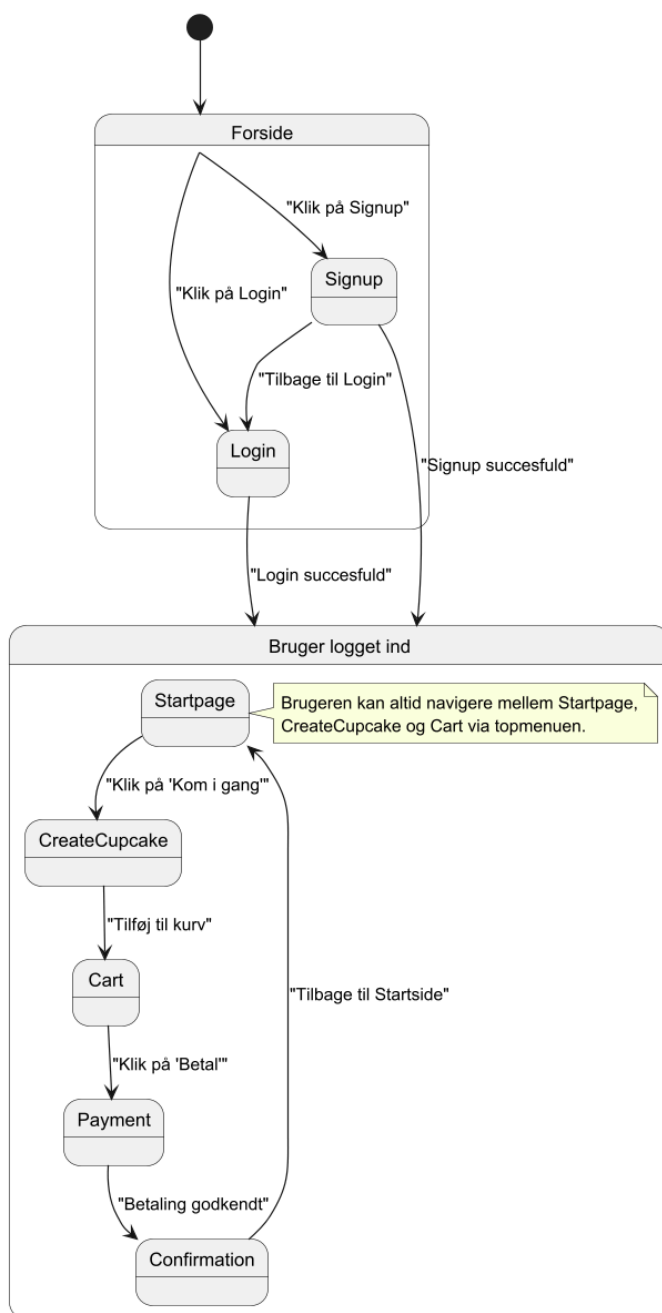 Forside
"Klik på Signup"
Signup
"Klik på Login"
"Tilbage til Login"
Login
"Signup succesfuld"
"Login succesfuld"
Bruger logget ind
Startpage
Brugeren kan altid navigere mellem Startpage,
CreateCupcake og Cart via topmenuen.
"Klik på 'Kom i gang'"
CreateCupcake
"Tilføj til kurv"
Cart
"Tilbage til Startside"
"Klik på 'Betal'"
Payment
"Betaling godkendt"
Confirmation